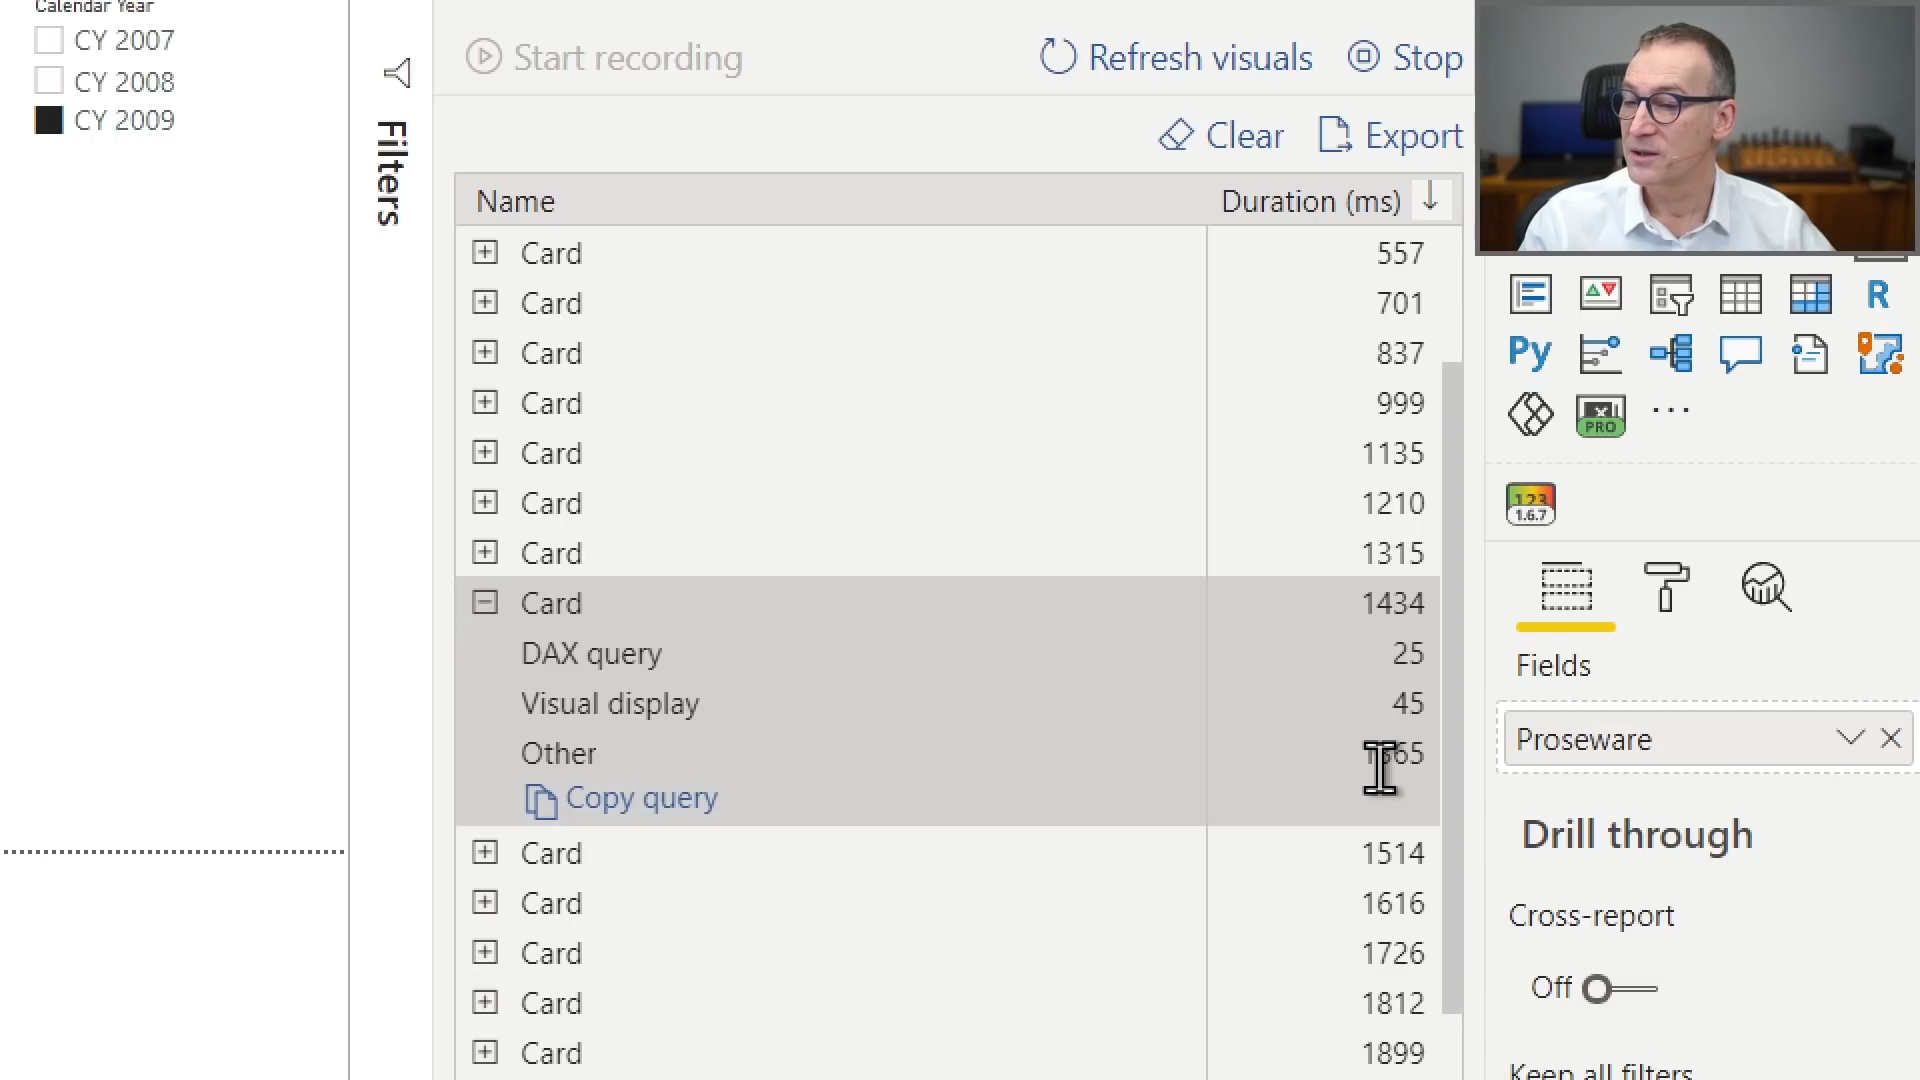 Calendar Year
CY 2007
CY 2008
CY 2009
Filters
Start recording
Refresh visuals
Stop
Clear
Export
Name
Duration (ms)
Card 557
Card 701
Card 837
Card 999
Card 1135
Card 1210
Card 1315
Card 1434
DAX query 25
Visual display 45
Other
Copy query
Card 1514
Card 1616
Card 1726
Card 1812
Card 1899
R
Py
PRO
123
1.6.7
Fields
Proseware
Drill through
Cross-report
Off
Keep all filters